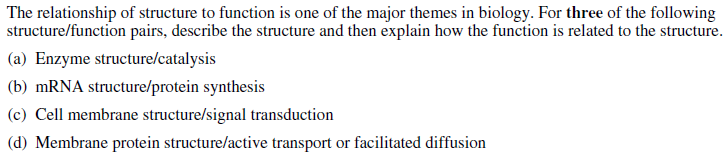 The relationship of structure to function is one of the major themes in biology. For three of the following
structure/function pairs, describe the structure and then explain how the function is related to the structure.
(a) Enzyme structure/catalysis
(b) mRNA structure/protein synthesis
(c) Cell membrane structure/signal transduction
(d) Membrane protein structure/active transport or facilitated diffusion